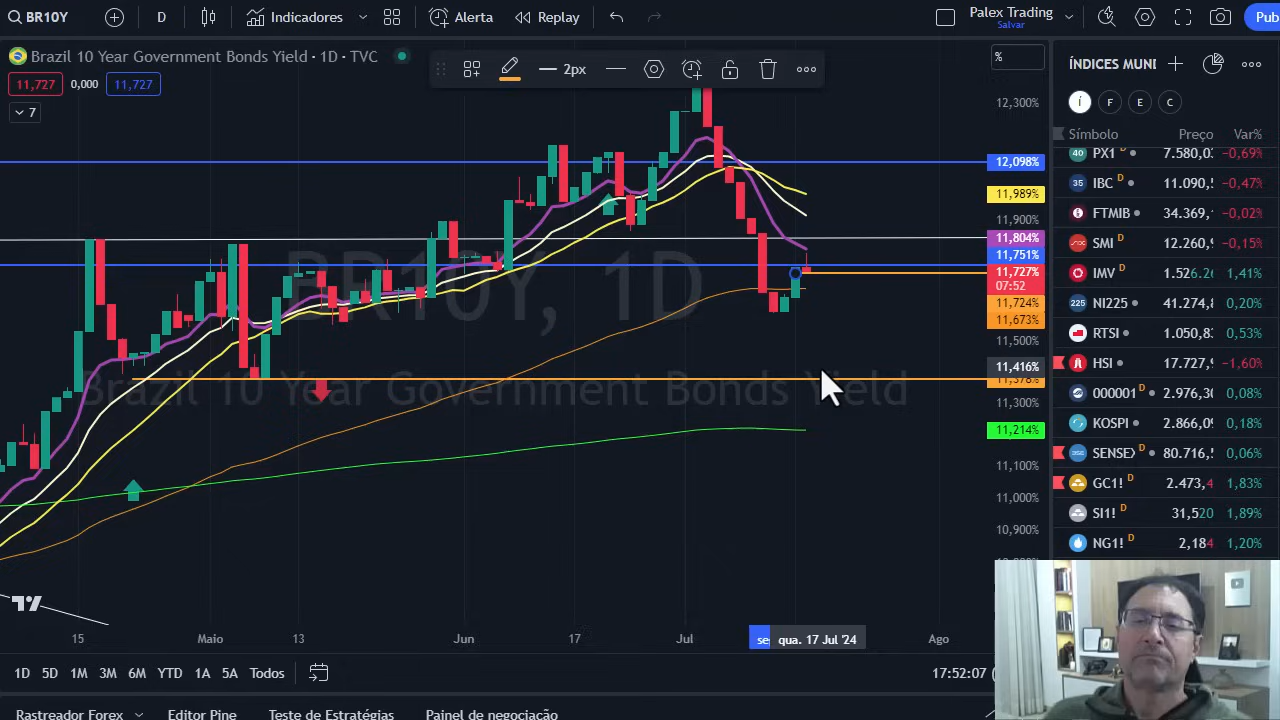 BR10Y
D
Indicadores
Alerta
Replay
Palex Trading
Salvar
Pub
Brazil 10 Year Government Bonds Yield · 1D · TVC
11,727
0,000
11,727
7
2px
%
12,300%
12,098%
11,989%
11,900%
11,804%
11,751%
11,727%
07:52
11,724%
11,673%
11,500%
11,416%
11,378%
11,300%
11,214%
11,100%
11,000%
10,900%
BR10Y, 1D
Brazil 10 Year Government Bonds Yield
15
Maio
13
Jun
17
Jul
se
qua. 17 Jul '24
Ago
1D
5D
1M
3M
6M
YTD
1A
5A
Todos
17:52:07 (
Rastreador Forex
Editor Pine
Teste de Estratégias
Painel de negociação
ÍNDICES MUNI
Í
F
E
C
Símbolo
Preço
Var%
40 PX1 D 7.580,0 -0,69%
35 IBC D 11.090, -0,47%
FTMIB 34.369, -0,02%
SMI D 12.260, -0,15%
IMV D 1.526.2 1,41%
225 NI225 41.274, 0,20%
RTSI 1.050,8 0,53%
HSI 17.727, -1,60%
000001 D 2.976,3 0,08%
KOSPI 2.866,0 0,18%
SENSEX D 80.716, 0,06%
GC1! D 2.473,4 1,83%
SI1! D 31,520 1,89%
NG1! D 2,184 1,20%